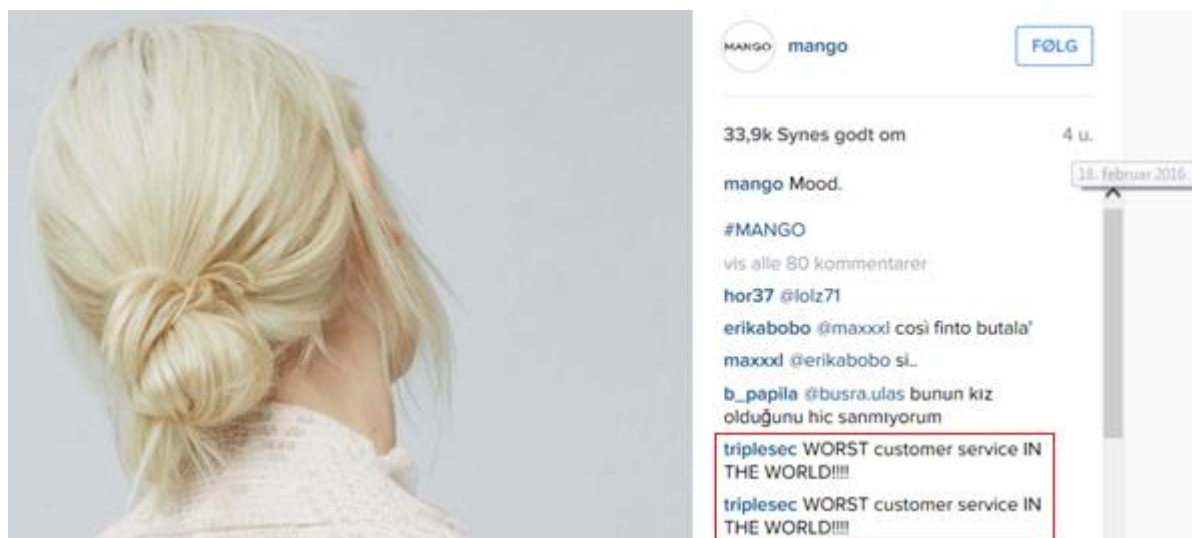 MANGO mango FØLG
33,9k Synes godt om 4 u.
18. februar 2016
mango Mood.
#MANGO
vis alle 80 kommentarer
hor37 @lolz71
erikabobo @maxxxl così finto butala'
maxxxl @erikabobo si..
b_papila @busra.ulas bunun kız
olduğunu hic sanmıyorum
triplesec WORST customer service IN
THE WORLD!!!!
triplesec WORST customer service IN
THE WORLD!!!!